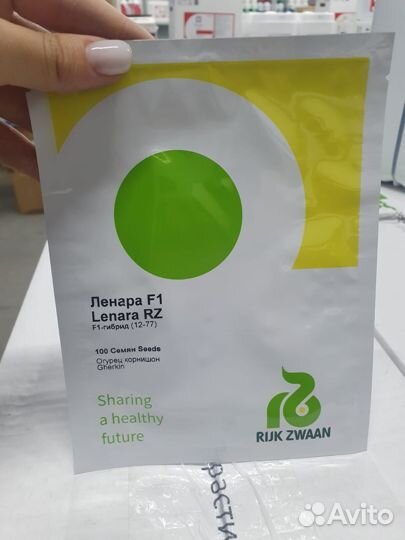 Ленара F1
Lenara RZ
F1-гибрид (12-77)
100 Семян Seeds
Огурец корнишон
Gherkin
Sharing
a healthy
future
RIJK ZWAAN
Avito